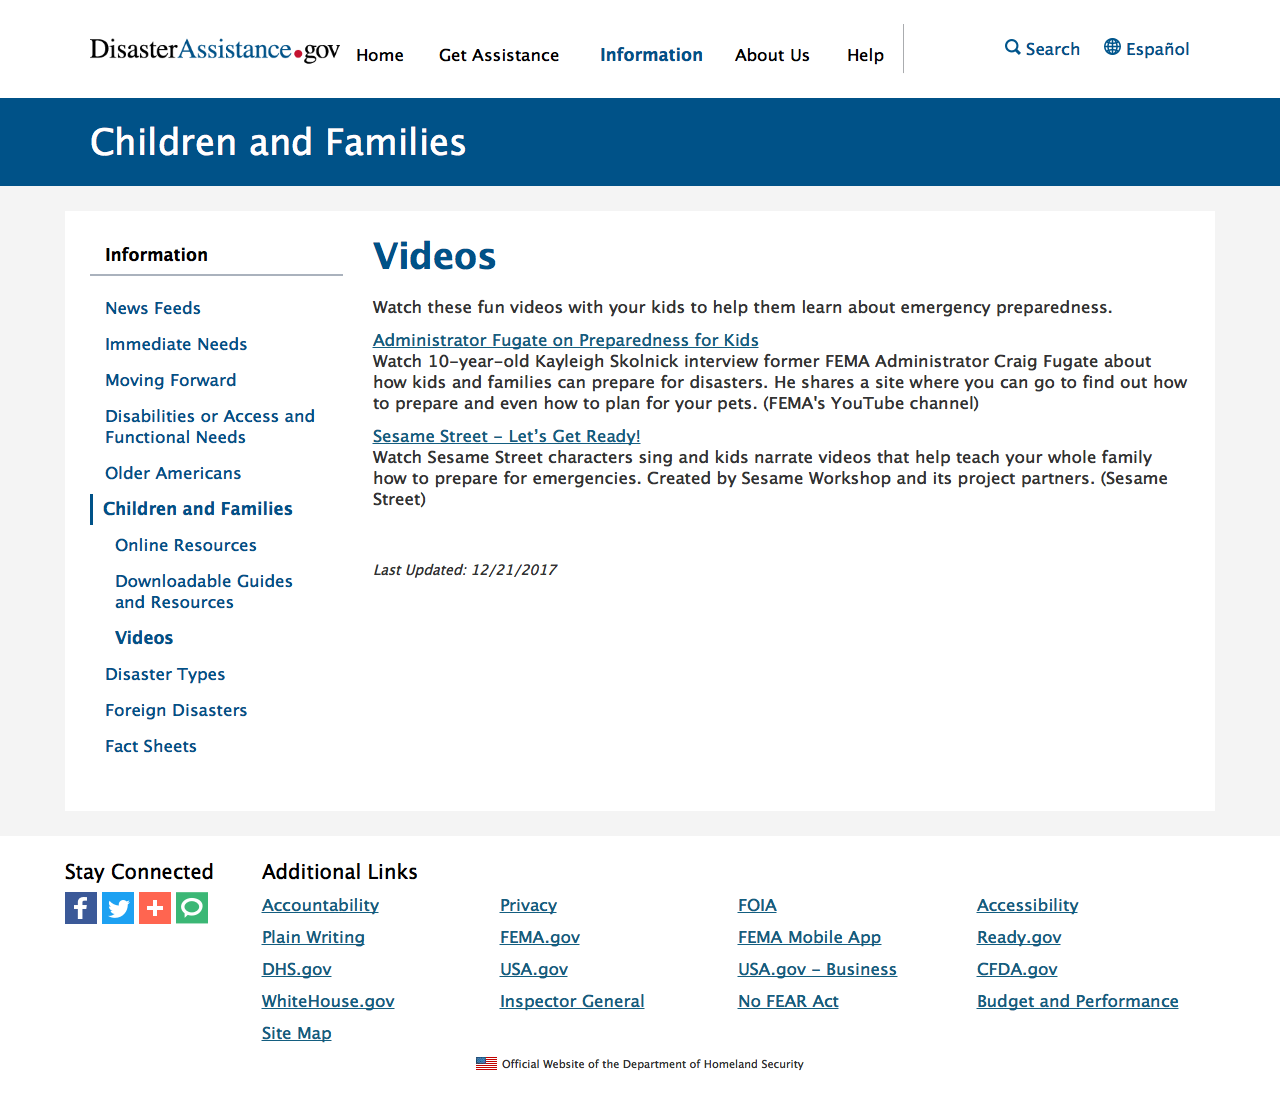 DisasterAssistance.gov
Home
Get Assistance
Information
About Us
Help
Search
Español
Children and Families
Information
News Feeds
Immediate Needs
Moving Forward
Disabilities or Access and
Functional Needs
Older Americans
Children and Families
Online Resources
Downloadable Guides
and Resources
Videos
Disaster Types
Foreign Disasters
Fact Sheets
Videos
Watch these fun videos with your kids to help them learn about emergency preparedness.
Administrator Fugate on Preparedness for Kids
Watch 10-year-old Kayleigh Skolnick interview former FEMA Administrator Craig Fugate about
how kids and families can prepare for disasters. He shares a site where you can go to find out how
to prepare and even how to plan for your pets. (FEMA's YouTube channel)
Sesame Street - Let’s Get Ready!
Watch Sesame Street characters sing and kids narrate videos that help teach your whole family
how to prepare for emergencies. Created by Sesame Workshop and its project partners. (Sesame
Street)
Last Updated: 12/21/2017
Stay Connected
Additional Links
Accountability
Privacy
FOIA
Accessibility
Plain Writing
FEMA.gov
FEMA Mobile App
Ready.gov
DHS.gov
USA.gov
USA.gov - Business
CFDA.gov
WhiteHouse.gov
Inspector General
No FEAR Act
Budget and Performance
Site Map
Official Website of the Department of Homeland Security